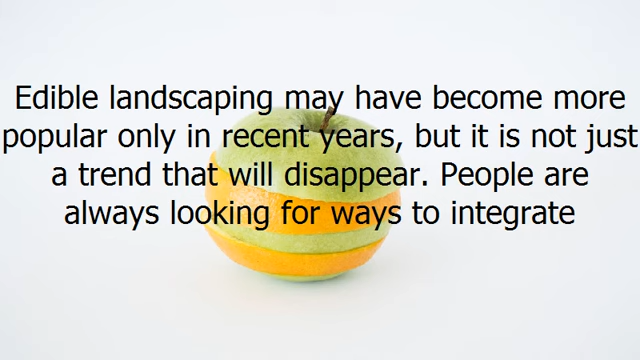 Edible landscaping may have become more
popular only in recent years, but it is not just
a trend that will disappear. People are
always looking for ways to integrate